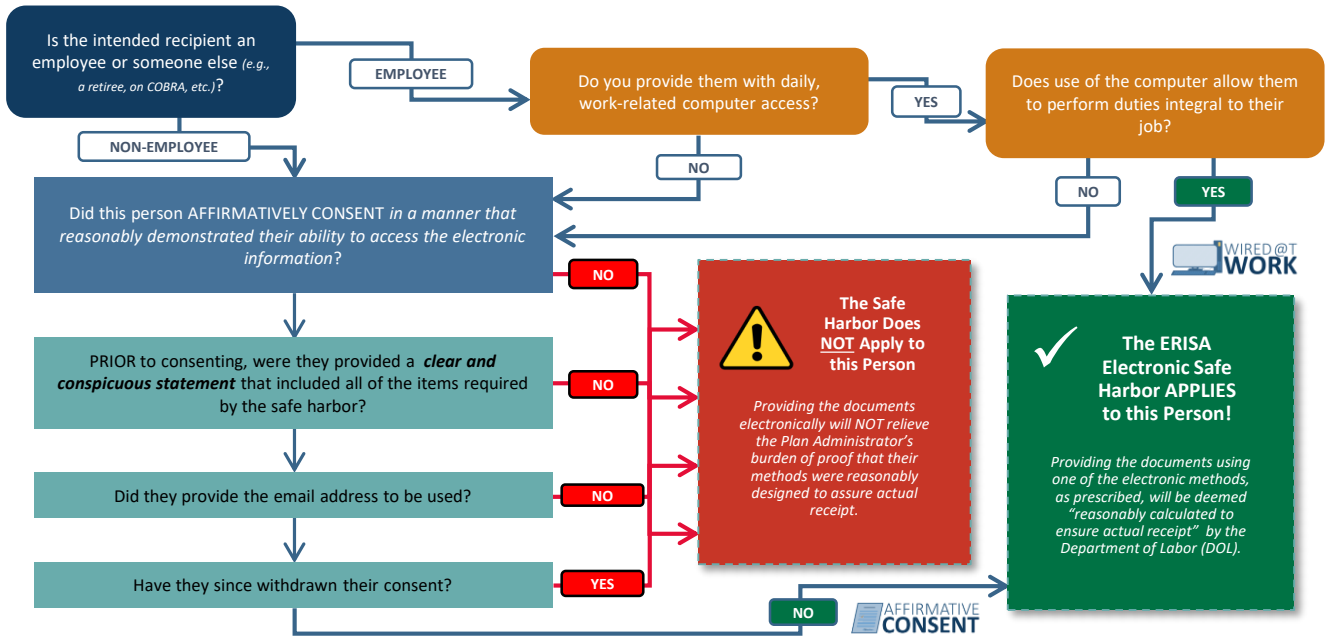 Is the intended recipient an
employee or someone else (e.g.,
a retiree, on COBRA, etc.)?
EMPLOYEE
Do you provide them with daily,
work-related computer access?
YES
Does use of the computer allow them
to perform duties integral to their
job?
NON-EMPLOYEE
NO
NO
YES
Did this person AFFIRMATIVELY CONSENT in a manner that
reasonably demonstrated their ability to access the electronic
information?
WIRED@T
WORK
NO
PRIOR to consenting, were they provided a clear and
conspicuous statement that included all of the items required
by the safe harbor?
NO
Did they provide the email address to be used?
NO
Have they since withdrawn their consent?
YES
The Safe
Harbor Does
NOT Apply to
this Person
Providing the documents
electronically will NOT relieve
the Plan Administrator's
burden of proof that their
methods were reasonably
designed to assure actual
receipt.
The ERISA
Electronic Safe
Harbor APPLIES
to this Person!
Providing the documents using
one of the electronic methods,
as prescribed, will be deemed
“reasonably calculated to
ensure actual receipt” by the
Department of Labor (DOL).
NO
AFFIRMATIVE
CONSENT